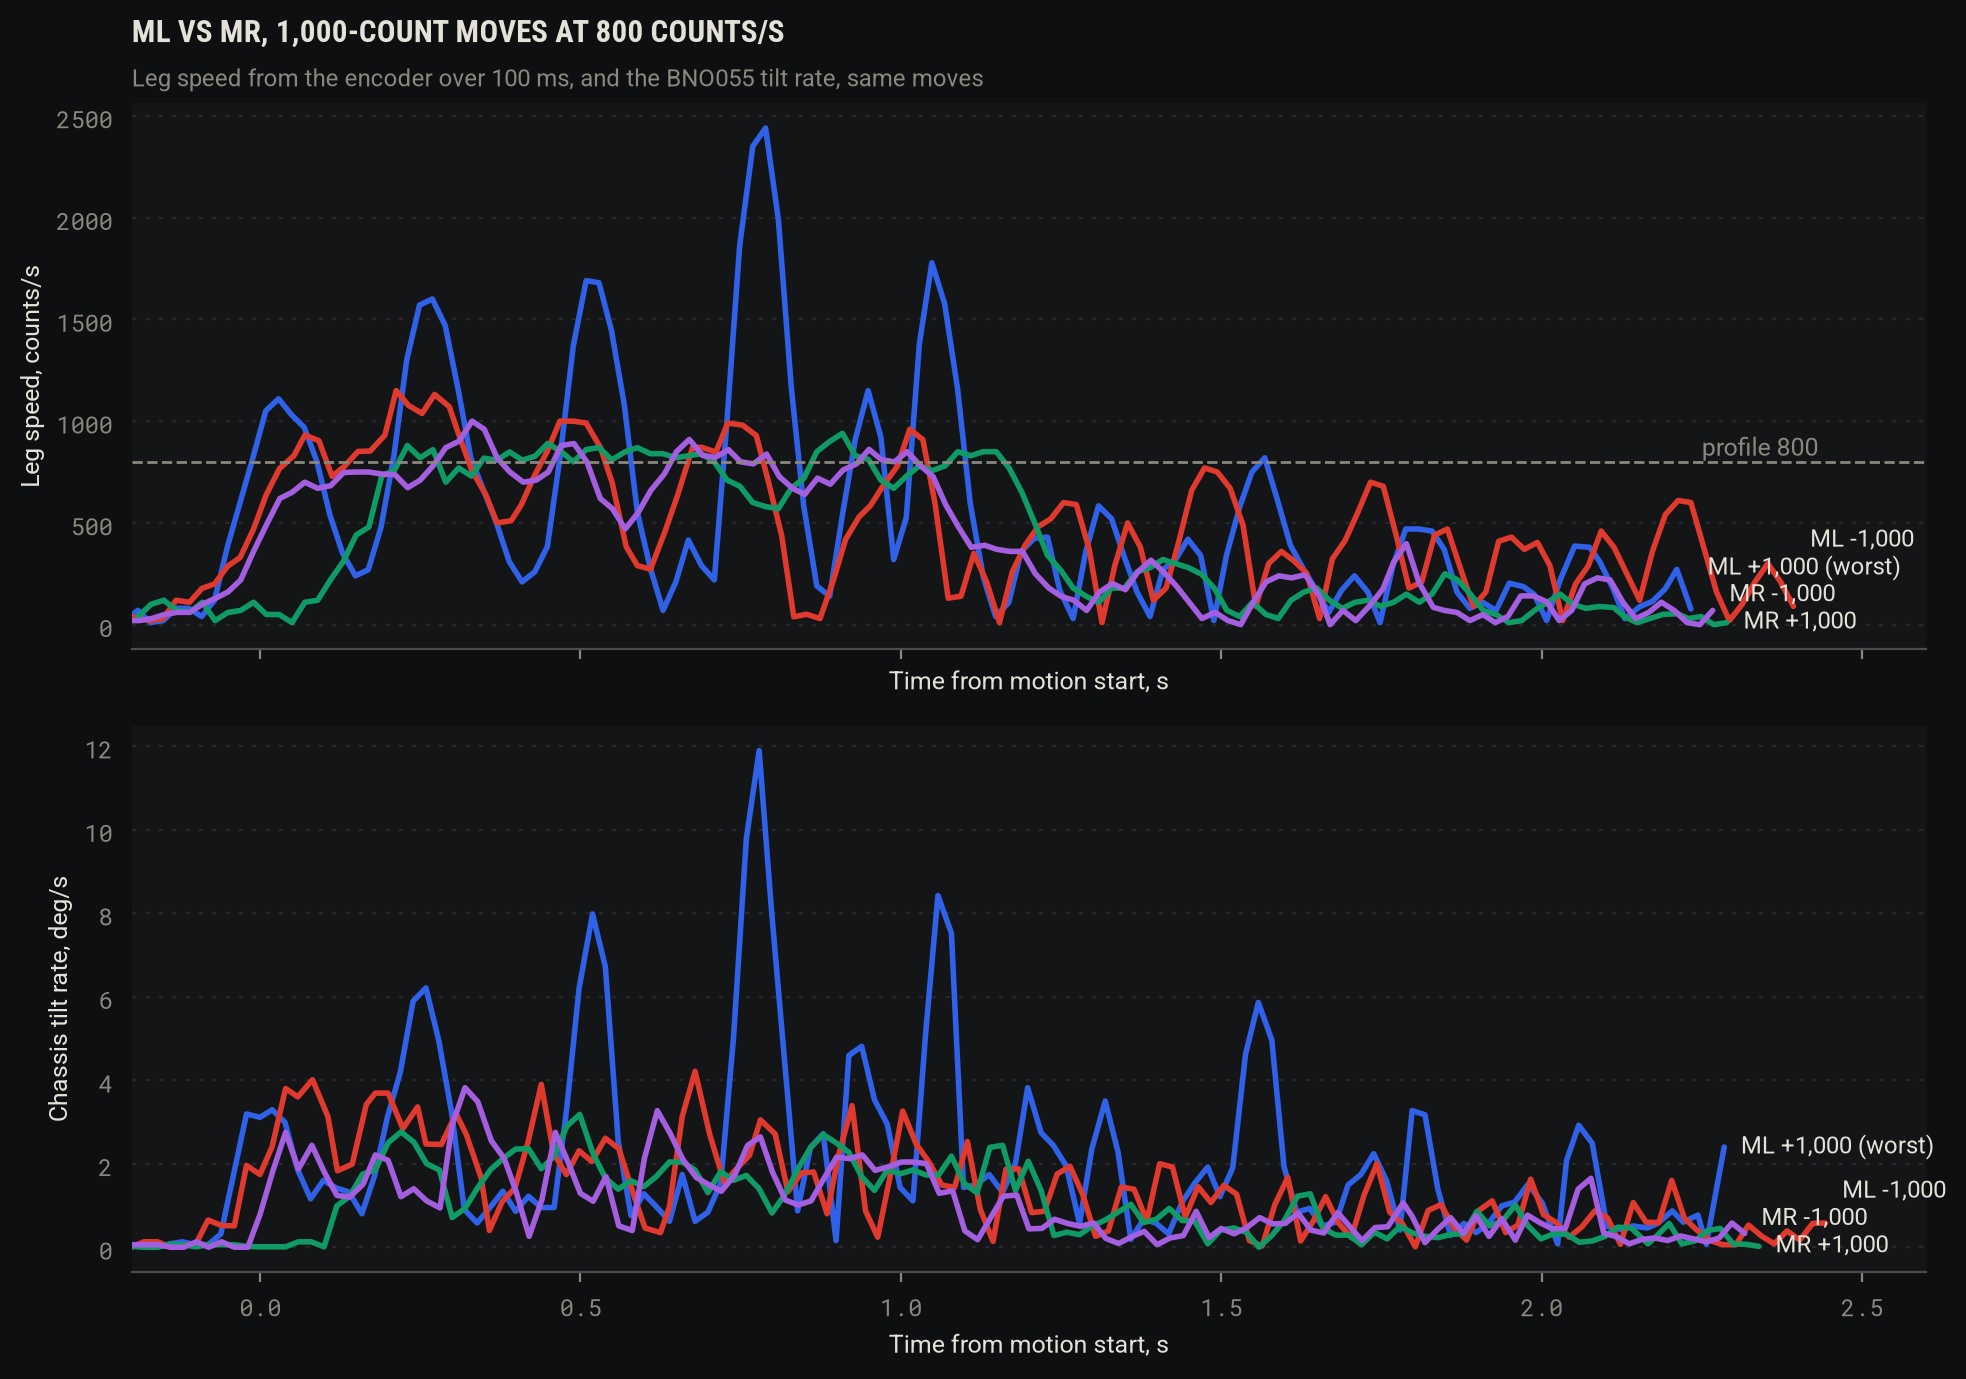 ML VS MR, 1,000-COUNT MOVES AT 800 COUNTS/S
Leg speed from the encoder over 100 ms, and the BNO055 tilt rate, same moves
Leg speed, counts/s
2500
2000
1500
1000
500
0
profile 800
ML -1,000
ML +1,000 (worst)
MR -1,000
MR +1,000
Time from motion start, s
Chassis tilt rate, deg/s
12
10
8
6
4
2
0
ML +1,000 (worst)
ML -1,000
MR -1,000
MR +1,000
0.0 0.5 1.0 1.5 2.0 2.5
Time from motion start, s